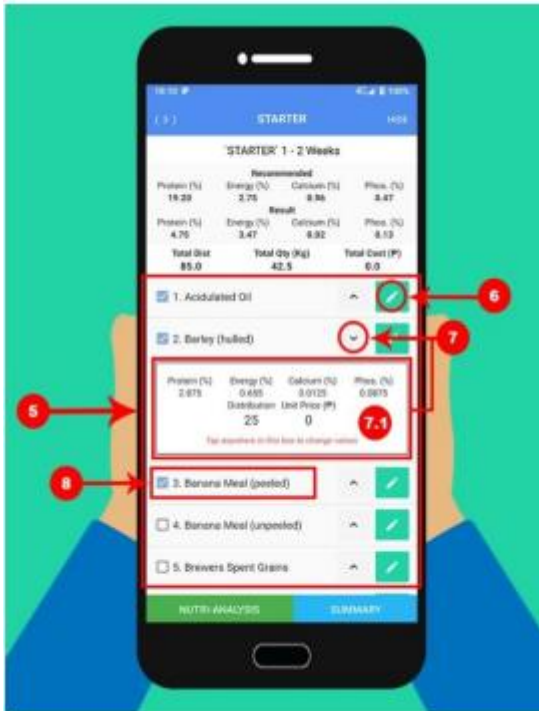 STARTER
HIDE
'STARTER' 1 - 2 Weeks
Recommended
Protein (%) Energy (%) Calcium (%) Phos. (%)
19.20 2.75 0.96 0.47
Result
Protein (%) Energy (%) Calcium (%) Phos. (%)
4.75 3.47 0.02 0.13
Total Dist Total Qty (Kg) Total Cost (₱)
85.0 42.5 0.0
1. Acidulated Oil
6
2. Barley (hulled)
7
Protein (%) Energy (%) Calcium (%) Phos. (%)
2.875 0.655 0.0125 0.0875
Distribution Unit Price (₱)
25 0
7.1
Tap anywhere in this box to change values
5
8
3. Banana Meal (peeled)
4. Banana Meal (unpeeled)
5. Brewers Spent Grains
NUTRI-ANALYSIS SUMMARY